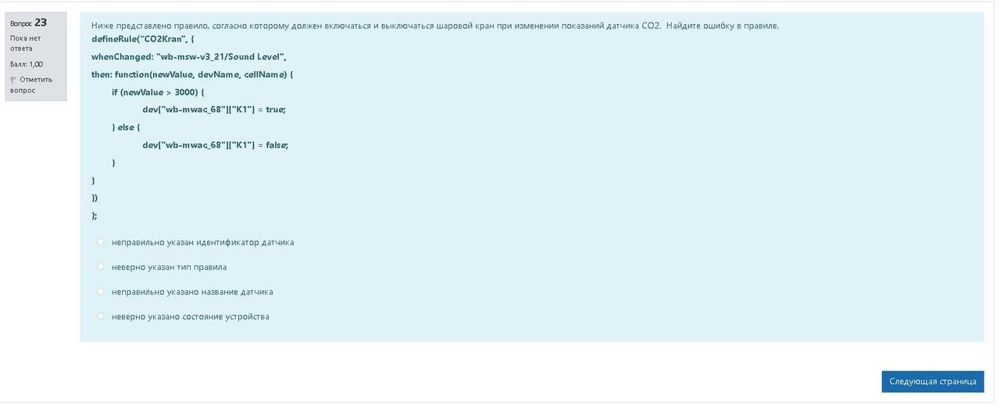 Вопрос 23
Пока нет
ответа
Балл: 1,00
Отметить
вопрос
Ниже представлено правило, согласно которому должен включаться и выключаться шаровой кран при изменении показаний датчика CO2. Найдите ошибку в правиле.
defineRule("CO2Kran", {
whenChanged: "wb-msw-v3_21/Sound Level",
then: function(newValue, devName, cellName) {
if (newValue > 3000) {
dev["wb-mwac_68"]["K1"] = true;
} else {
dev["wb-mwac_68"]["K1"] = false;
}
}
})
};
неправильно указан идентификатор датчика
неверно указан тип правила
неправильно указано название датчика
неверно указано состояние устройства
Следующая страница